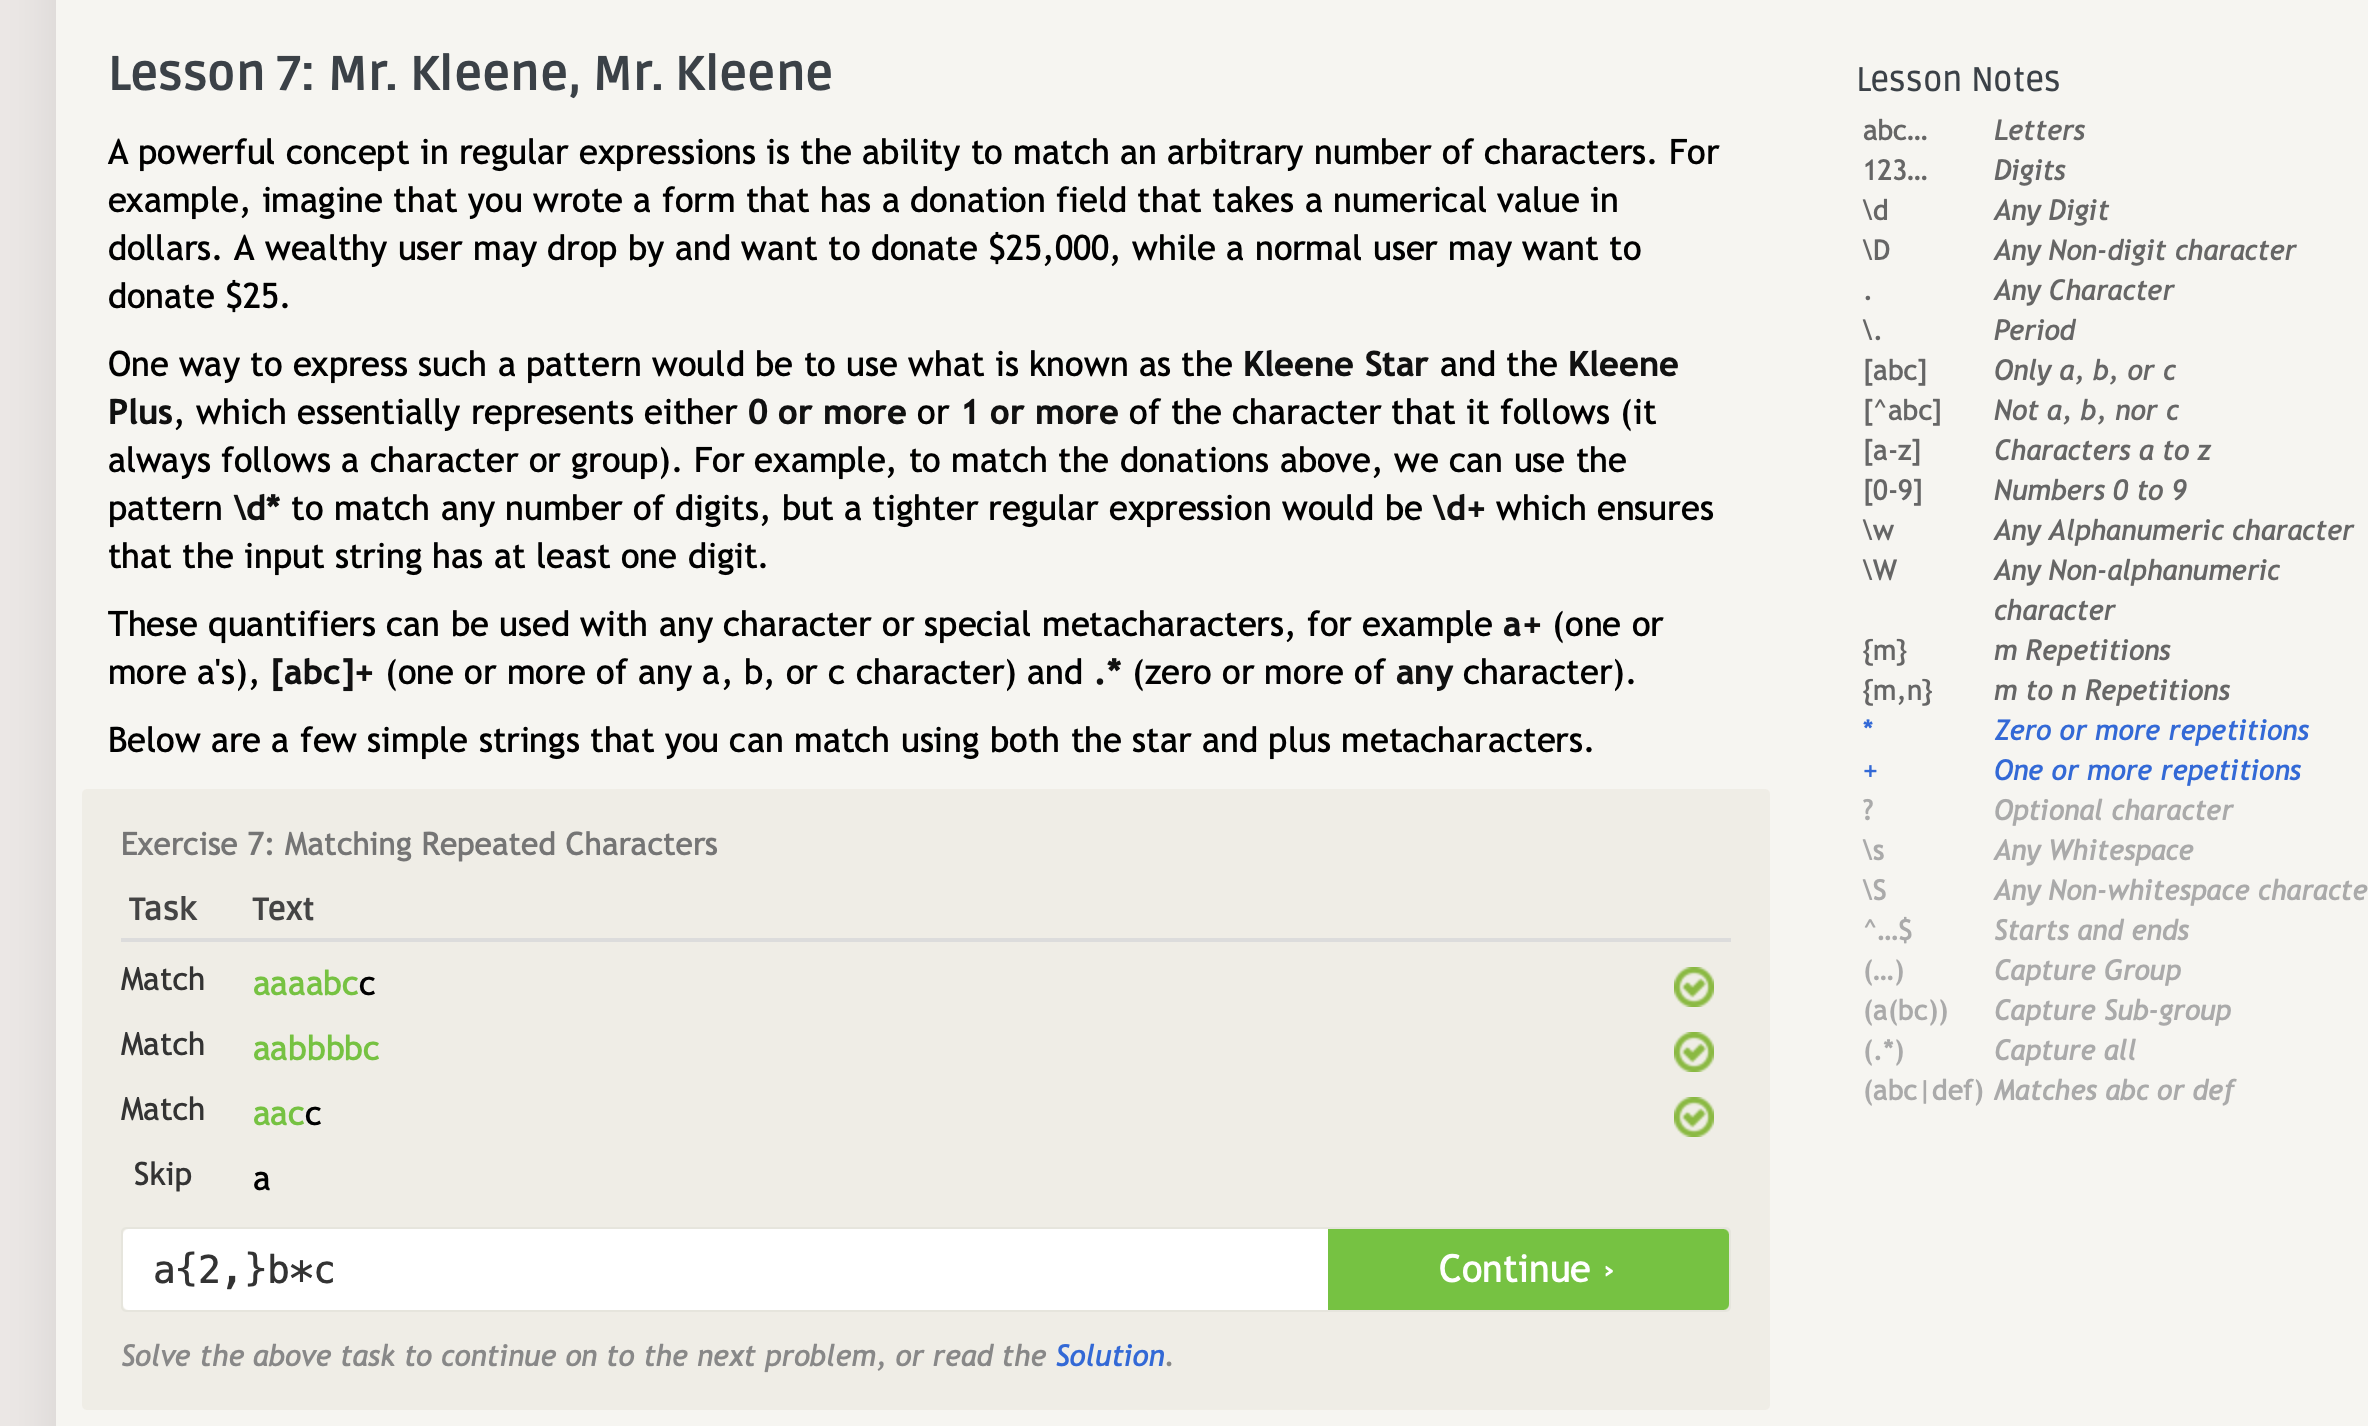 Lesson 7: Mr. Kleene, Mr. Kleene
A powerful concept in regular expressions is the ability to match an arbitrary number of characters. For
example, imagine that you wrote a form that has a donation field that takes a numerical value in
dollars. A wealthy user may drop by and want to donate $25,000, while a normal user may want to
donate $25.
One way to express such a pattern would be to use what is known as the Kleene Star and the Kleene
Plus, which essentially represents either 0 or more or 1 or more of the character that it follows (it
always follows a character or group). For example, to match the donations above, we can use the
pattern \d* to match any number of digits, but a tighter regular expression would be \d+ which ensures
that the input string has at least one digit.
These quantifiers can be used with any character or special metacharacters, for example a+ (one or
more a's), [abc]+ (one or more of any a, b, or c character) and .* (zero or more of any character).
Below are a few simple strings that you can match using both the star and plus metacharacters.
Exercise 7: Matching Repeated Characters
Task Text
Match aaaabcc
Match aabbbbc
Match aacc
Skip a
a{2,}b*c
Continue ›
Solve the above task to continue on to the next problem, or read the Solution.
Lesson Notes
abc… Letters
123… Digits
\d Any Digit
\D Any Non-digit character
. Any Character
\. Period
[abc] Only a, b, or c
[^abc] Not a, b, nor c
[a-z] Characters a to z
[0-9] Numbers 0 to 9
\w Any Alphanumeric character
\W Any Non-alphanumeric
character
{m} m Repetitions
{m,n} m to n Repetitions
* Zero or more repetitions
+ One or more repetitions
? Optional character
\s Any Whitespace
\S Any Non-whitespace characte
^…$ Starts and ends
(…) Capture Group
(a(bc)) Capture Sub-group
(.*) Capture all
(abc|def) Matches abc or def